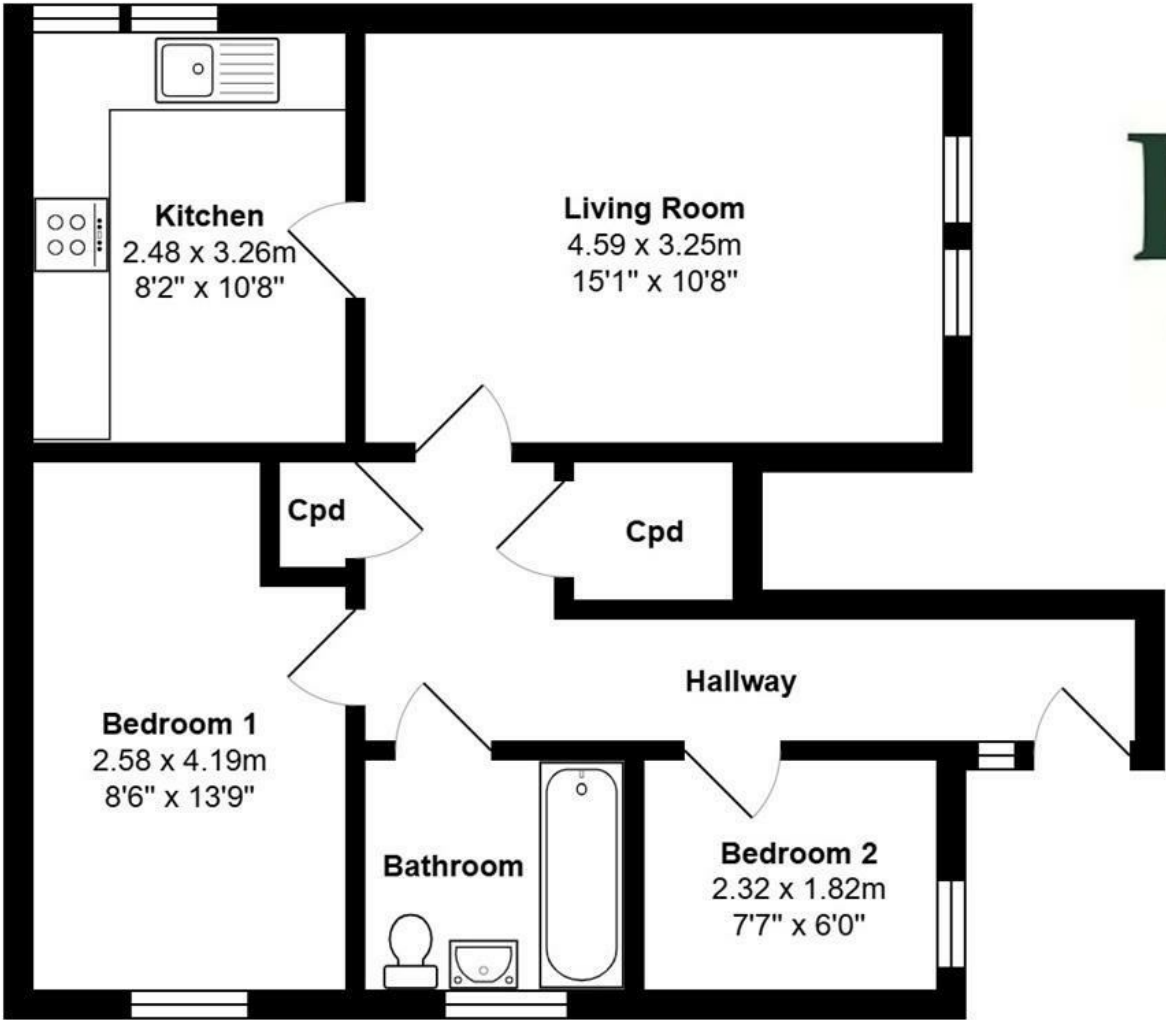 Kitchen
2.48 x 3.26m
8'2" x 10'8"
Living Room
4.59 x 3.25m
15'1" x 10'8"
Cpd
Cpd
Hallway
Bedroom 1
2.58 x 4.19m
8'6" x 13'9"
Bathroom
Bedroom 2
2.32 x 1.82m
7'7" x 6'0"